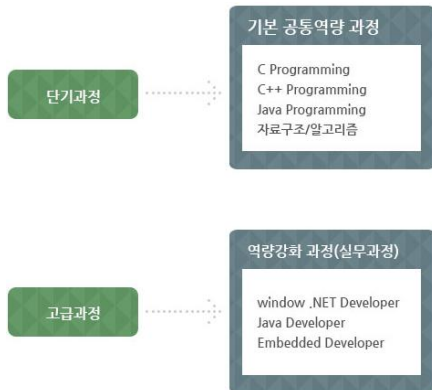 기본 공통역량 과정
단기과정
C Programming
C++ Programming
Java Programming
자료구조/알고리즘
역량강화 과정(실무과정)
고급과정
window .NET Developer
Java Developer
Embedded Developer